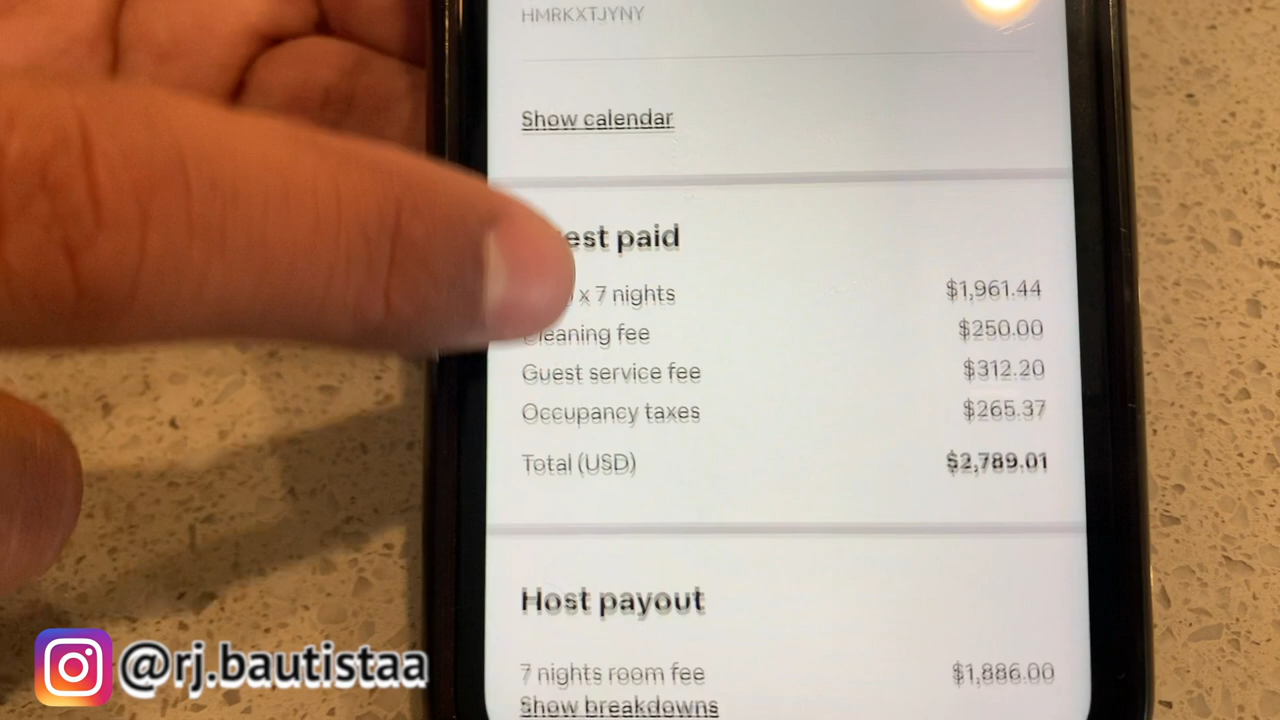 HMRKXTJYNY
Show calendar
est paid
x 7 nights $1,961.44
Cleaning fee $250.00
Guest service fee $312.20
Occupancy taxes $265.37
Total (USD) $2,789.01
Host payout
7 nights room fee $1,886.00
Show breakdowns
@rj.bautistaa